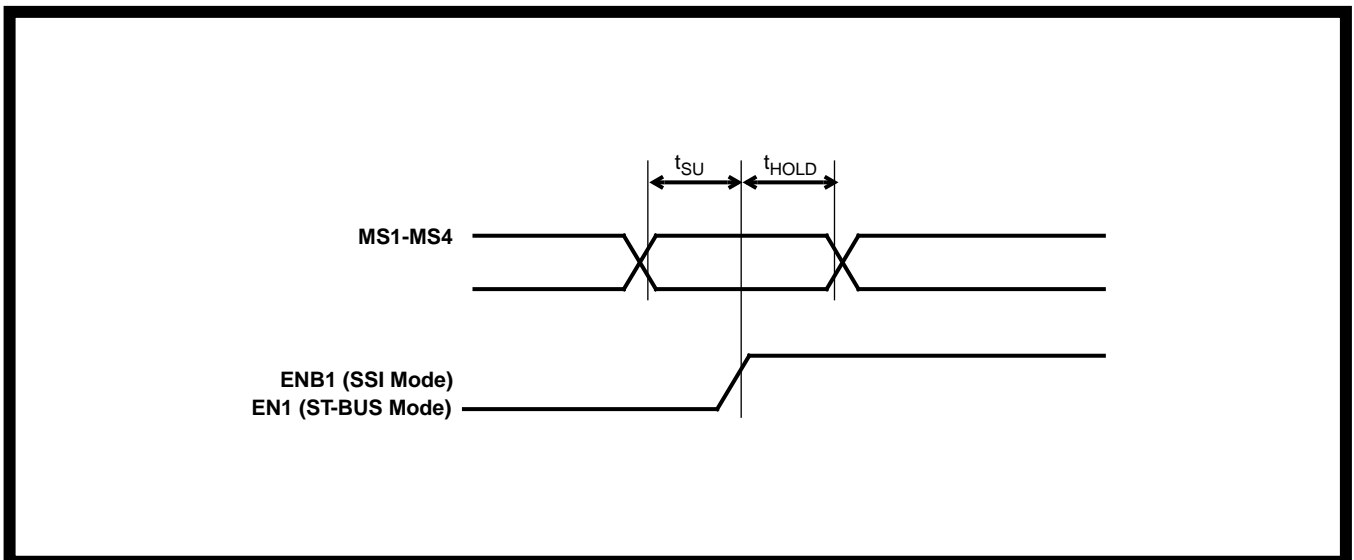 tSU tHOLD
MS1-MS4
ENB1 (SSI Mode)
EN1 (ST-BUS Mode)